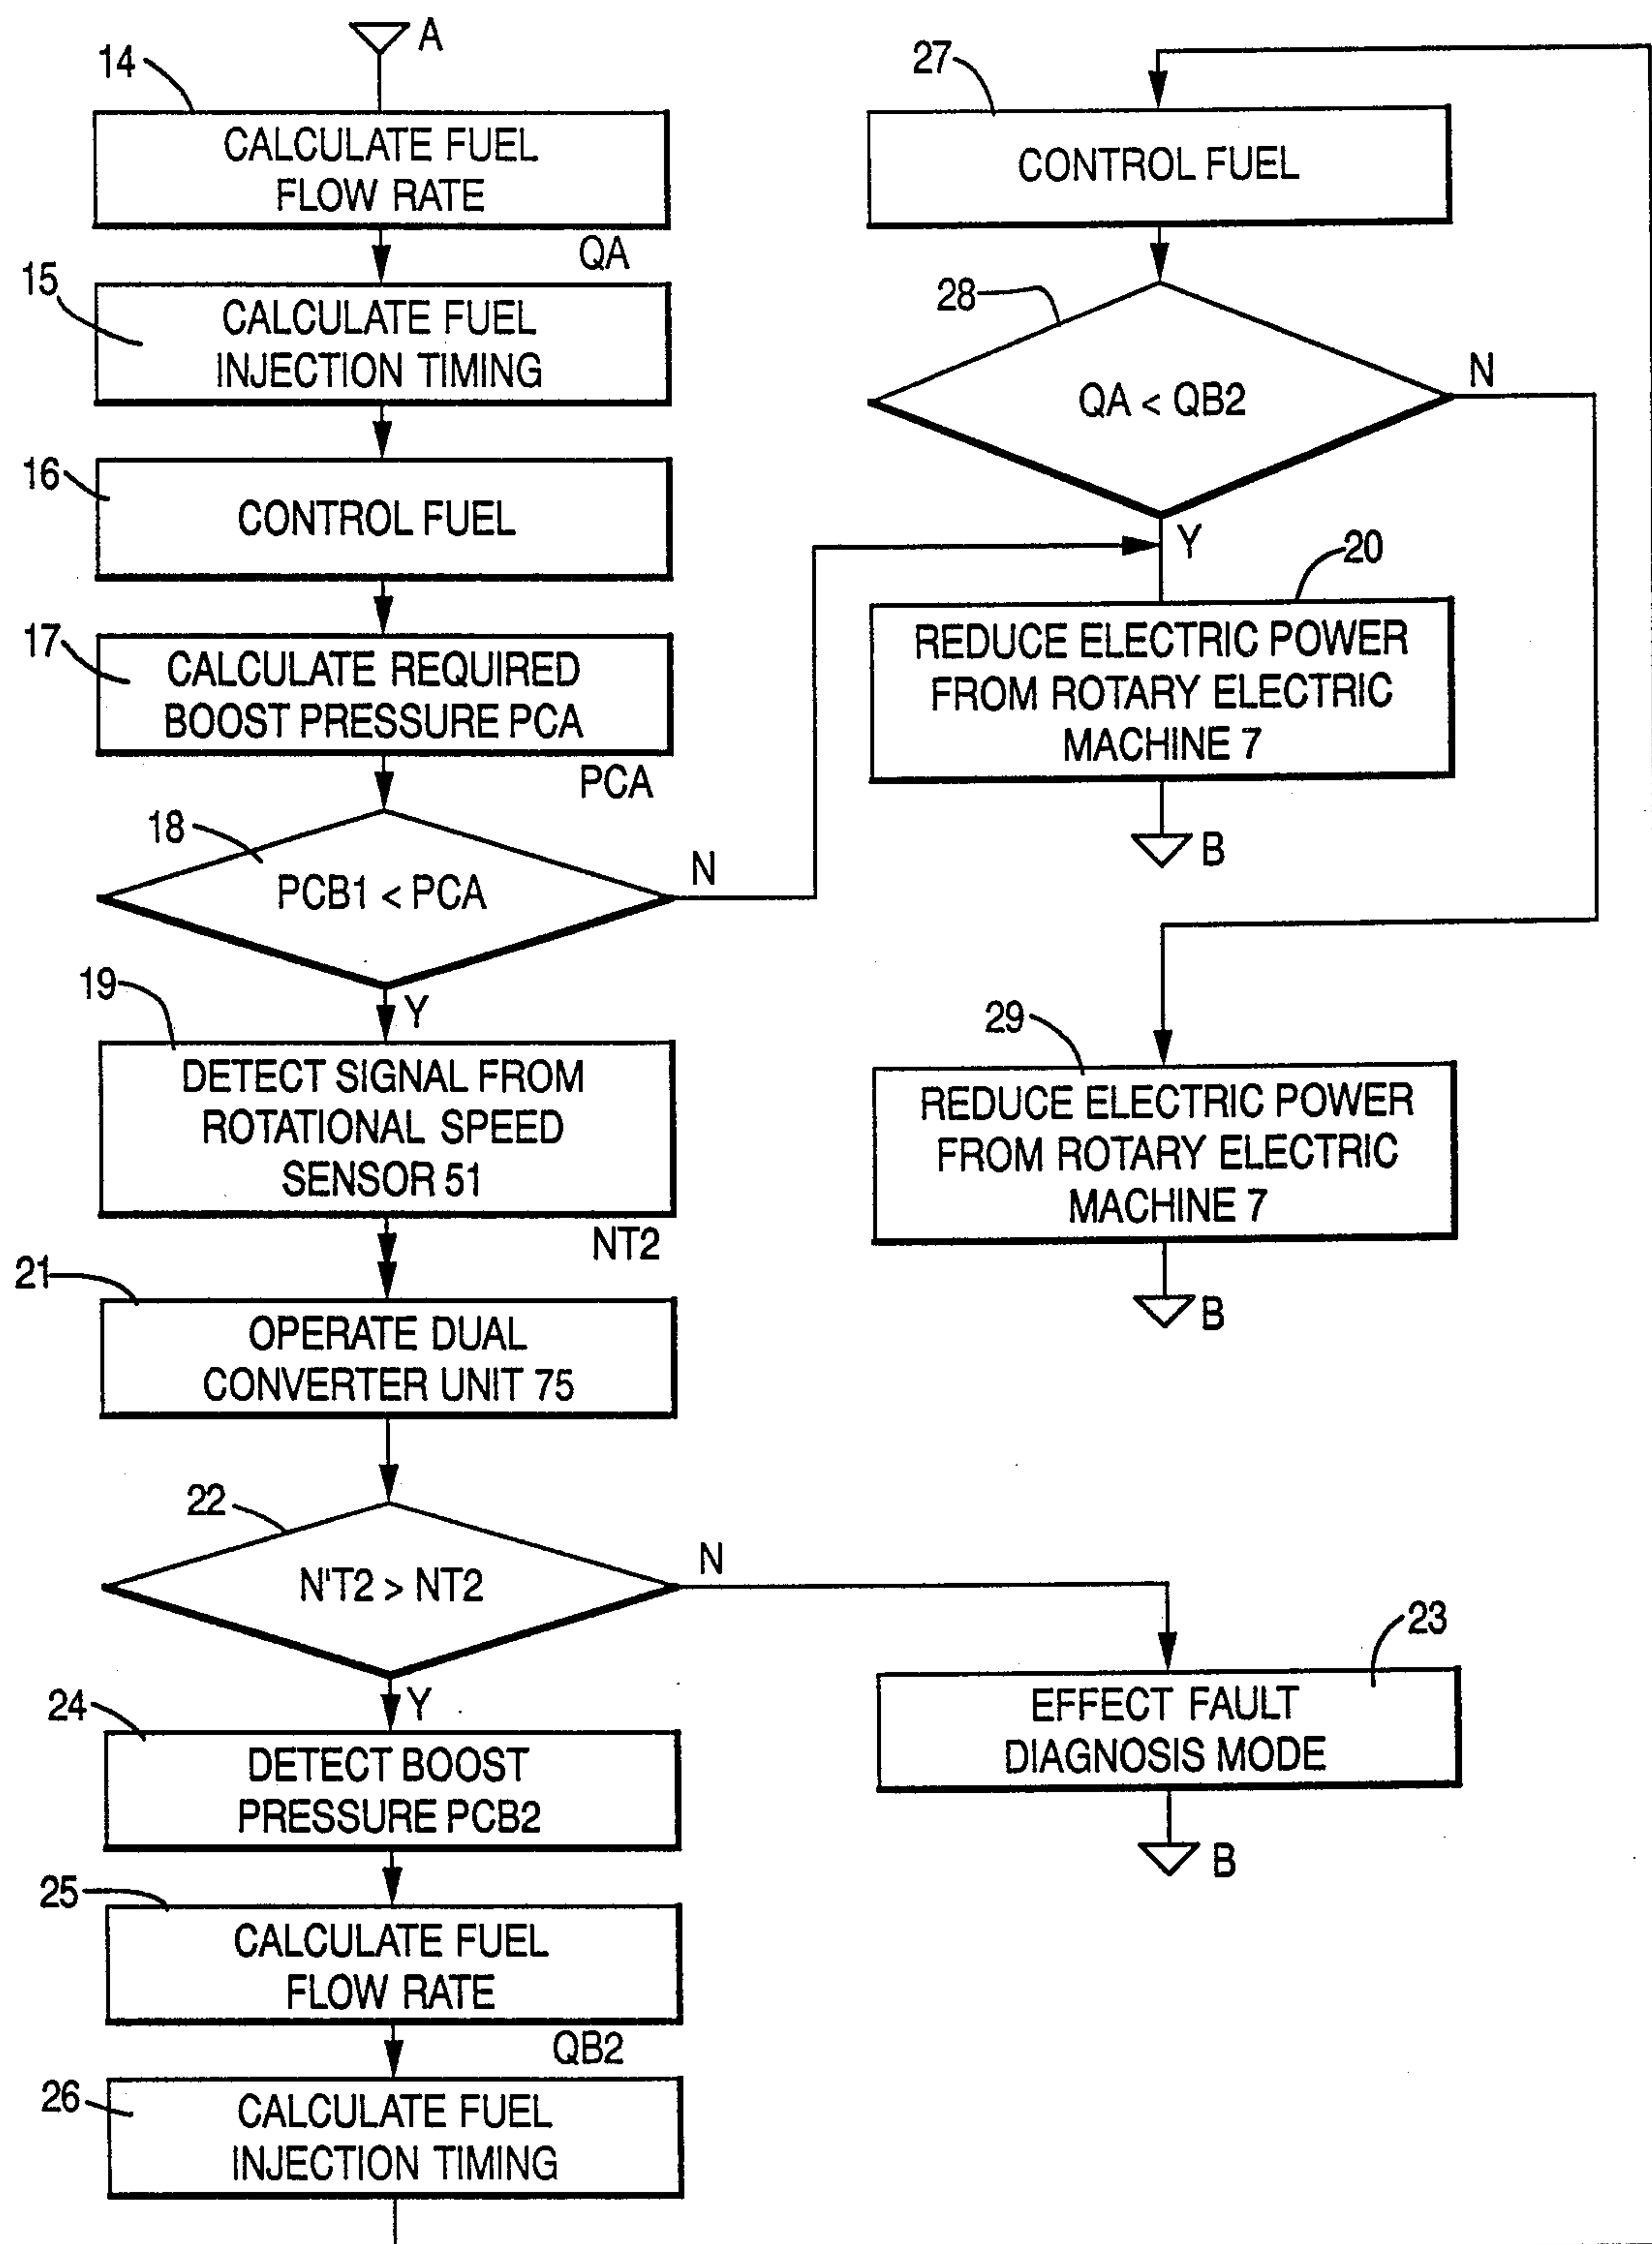 A
14
CALCULATE FUEL
FLOW RATE
QA
15
CALCULATE FUEL
INJECTION TIMING
16
CONTROL FUEL
17
CALCULATE REQUIRED
BOOST PRESSURE PCA
PCA
18
PCB1 < PCA
N
Y
19
DETECT SIGNAL FROM
ROTATIONAL SPEED
SENSOR 51
NT2
21
OPERATE DUAL
CONVERTER UNIT 75
22
N'T2 > NT2
N
Y
24
DETECT BOOST
PRESSURE PCB2
25
CALCULATE FUEL
FLOW RATE
QB2
26
CALCULATE FUEL
INJECTION TIMING
27
CONTROL FUEL
28
QA < QB2
N
Y
20
REDUCE ELECTRIC POWER
FROM ROTARY ELECTRIC
MACHINE 7
B
29
REDUCE ELECTRIC POWER
FROM ROTARY ELECTRIC
MACHINE 7
B
23
EFFECT FAULT
DIAGNOSIS MODE
B